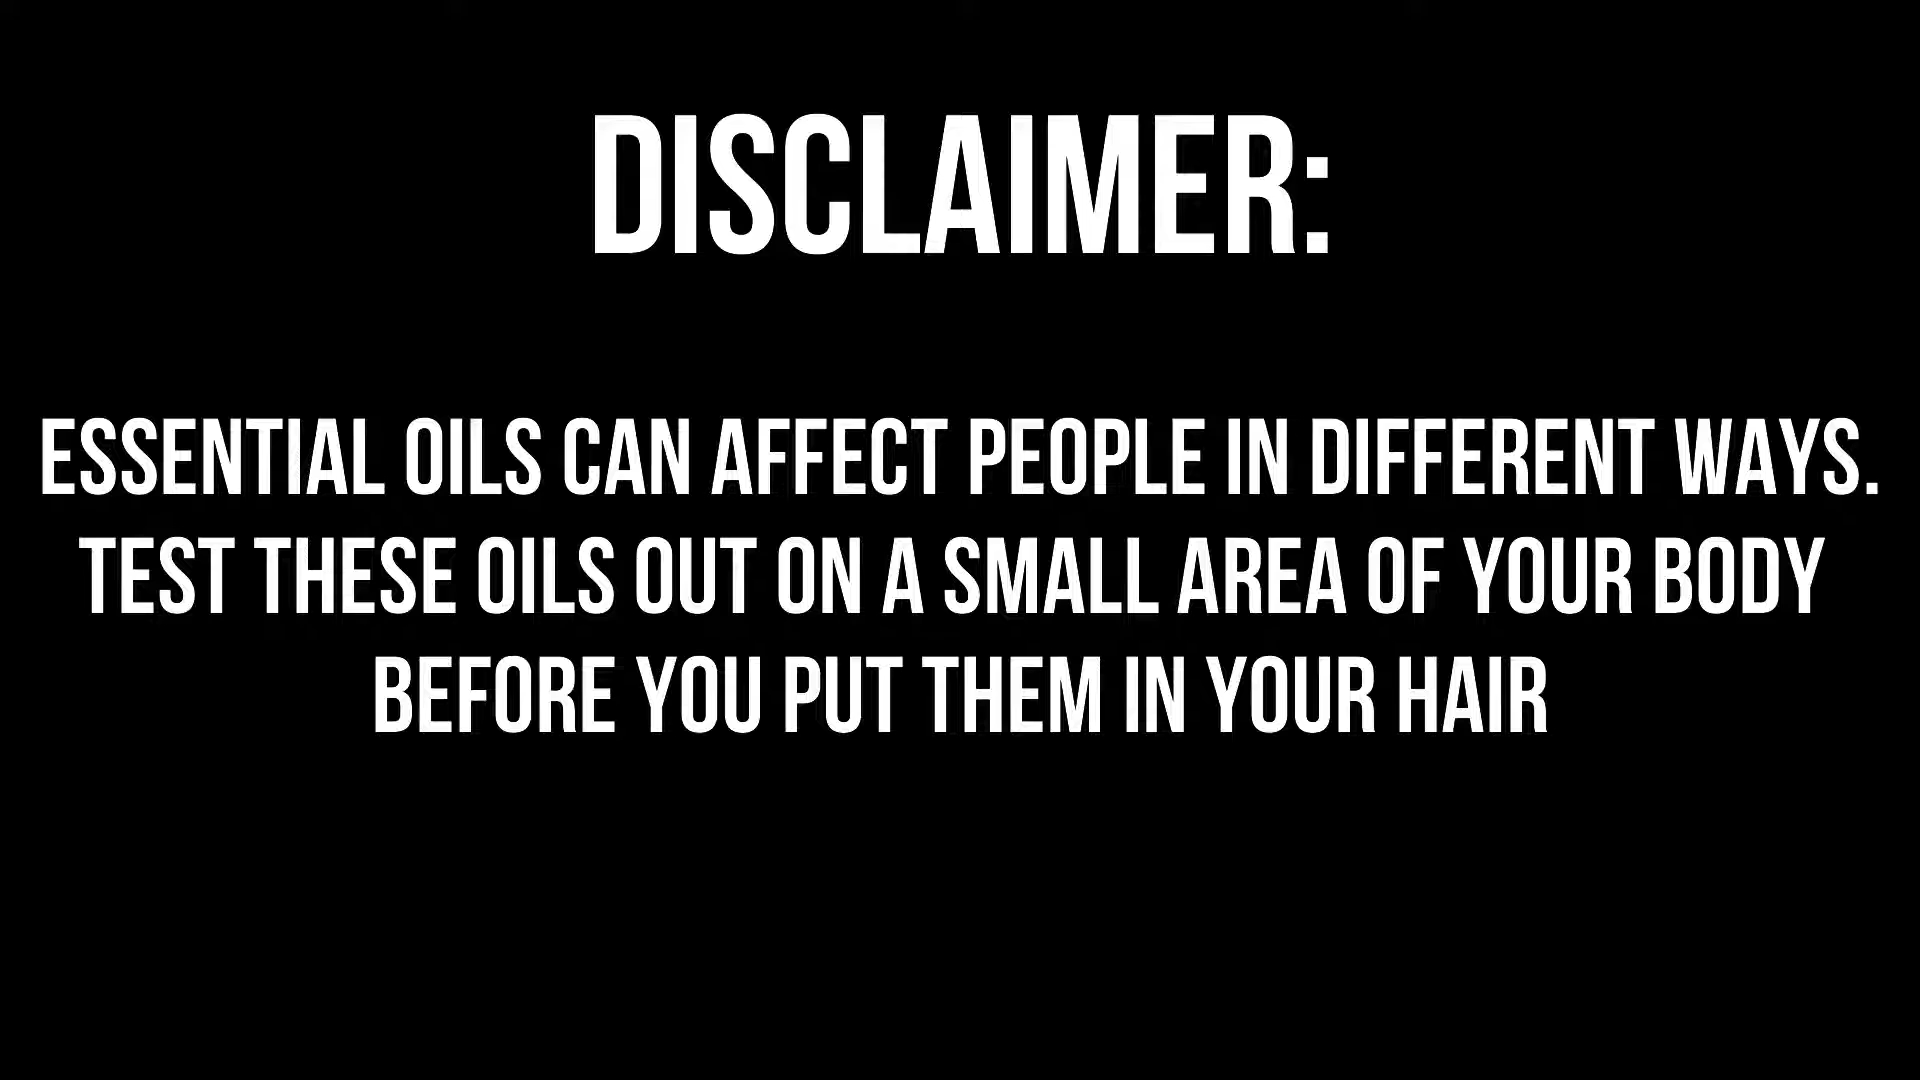 DISCLAIMER:
ESSENTIAL OILS CAN AFFECT PEOPLE IN DIFFERENT WAYS.
TEST THESE OILS OUT ON A SMALL AREA OF YOUR BODY
BEFORE YOU PUT THEM IN YOUR HAIR